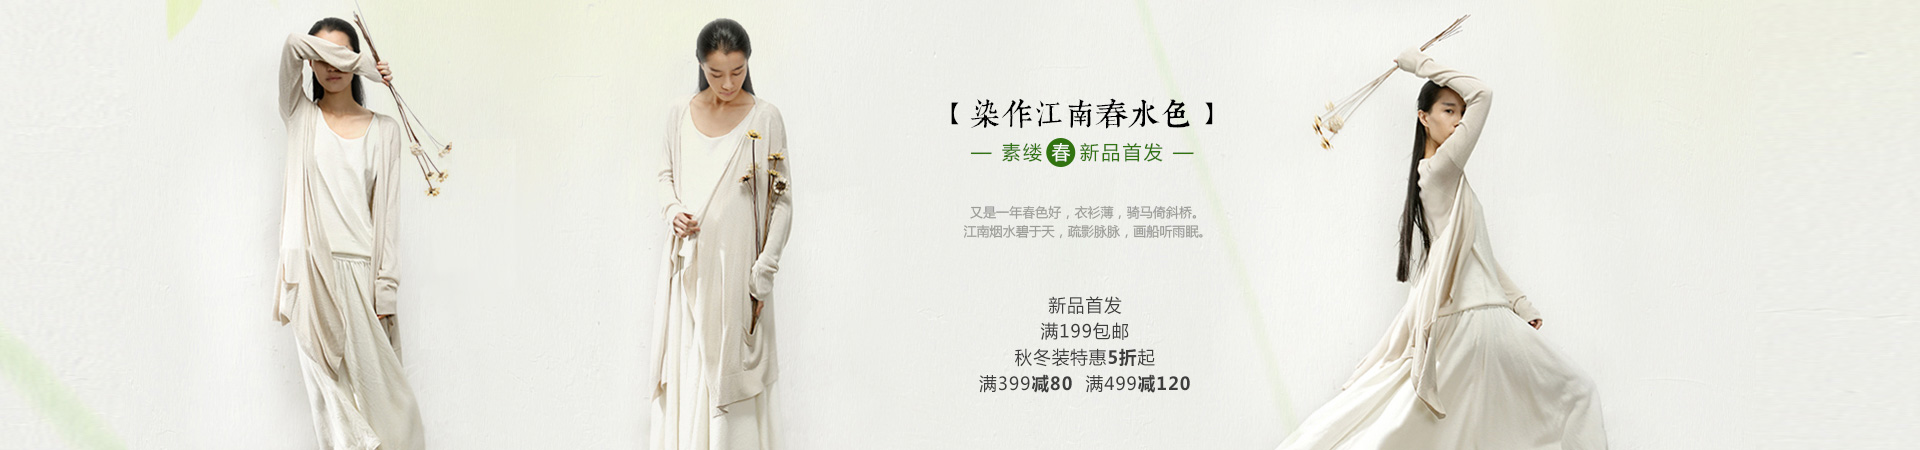 【染作江南春水色】
— 素缕春新品首发 —
又是一年春色好，衣衫薄，骑马倚斜桥。
江南烟水碧于天，疏影脉脉，画船听雨眠。
新品首发
满199包邮
秋冬装特惠5折起
满399减80 满499减120